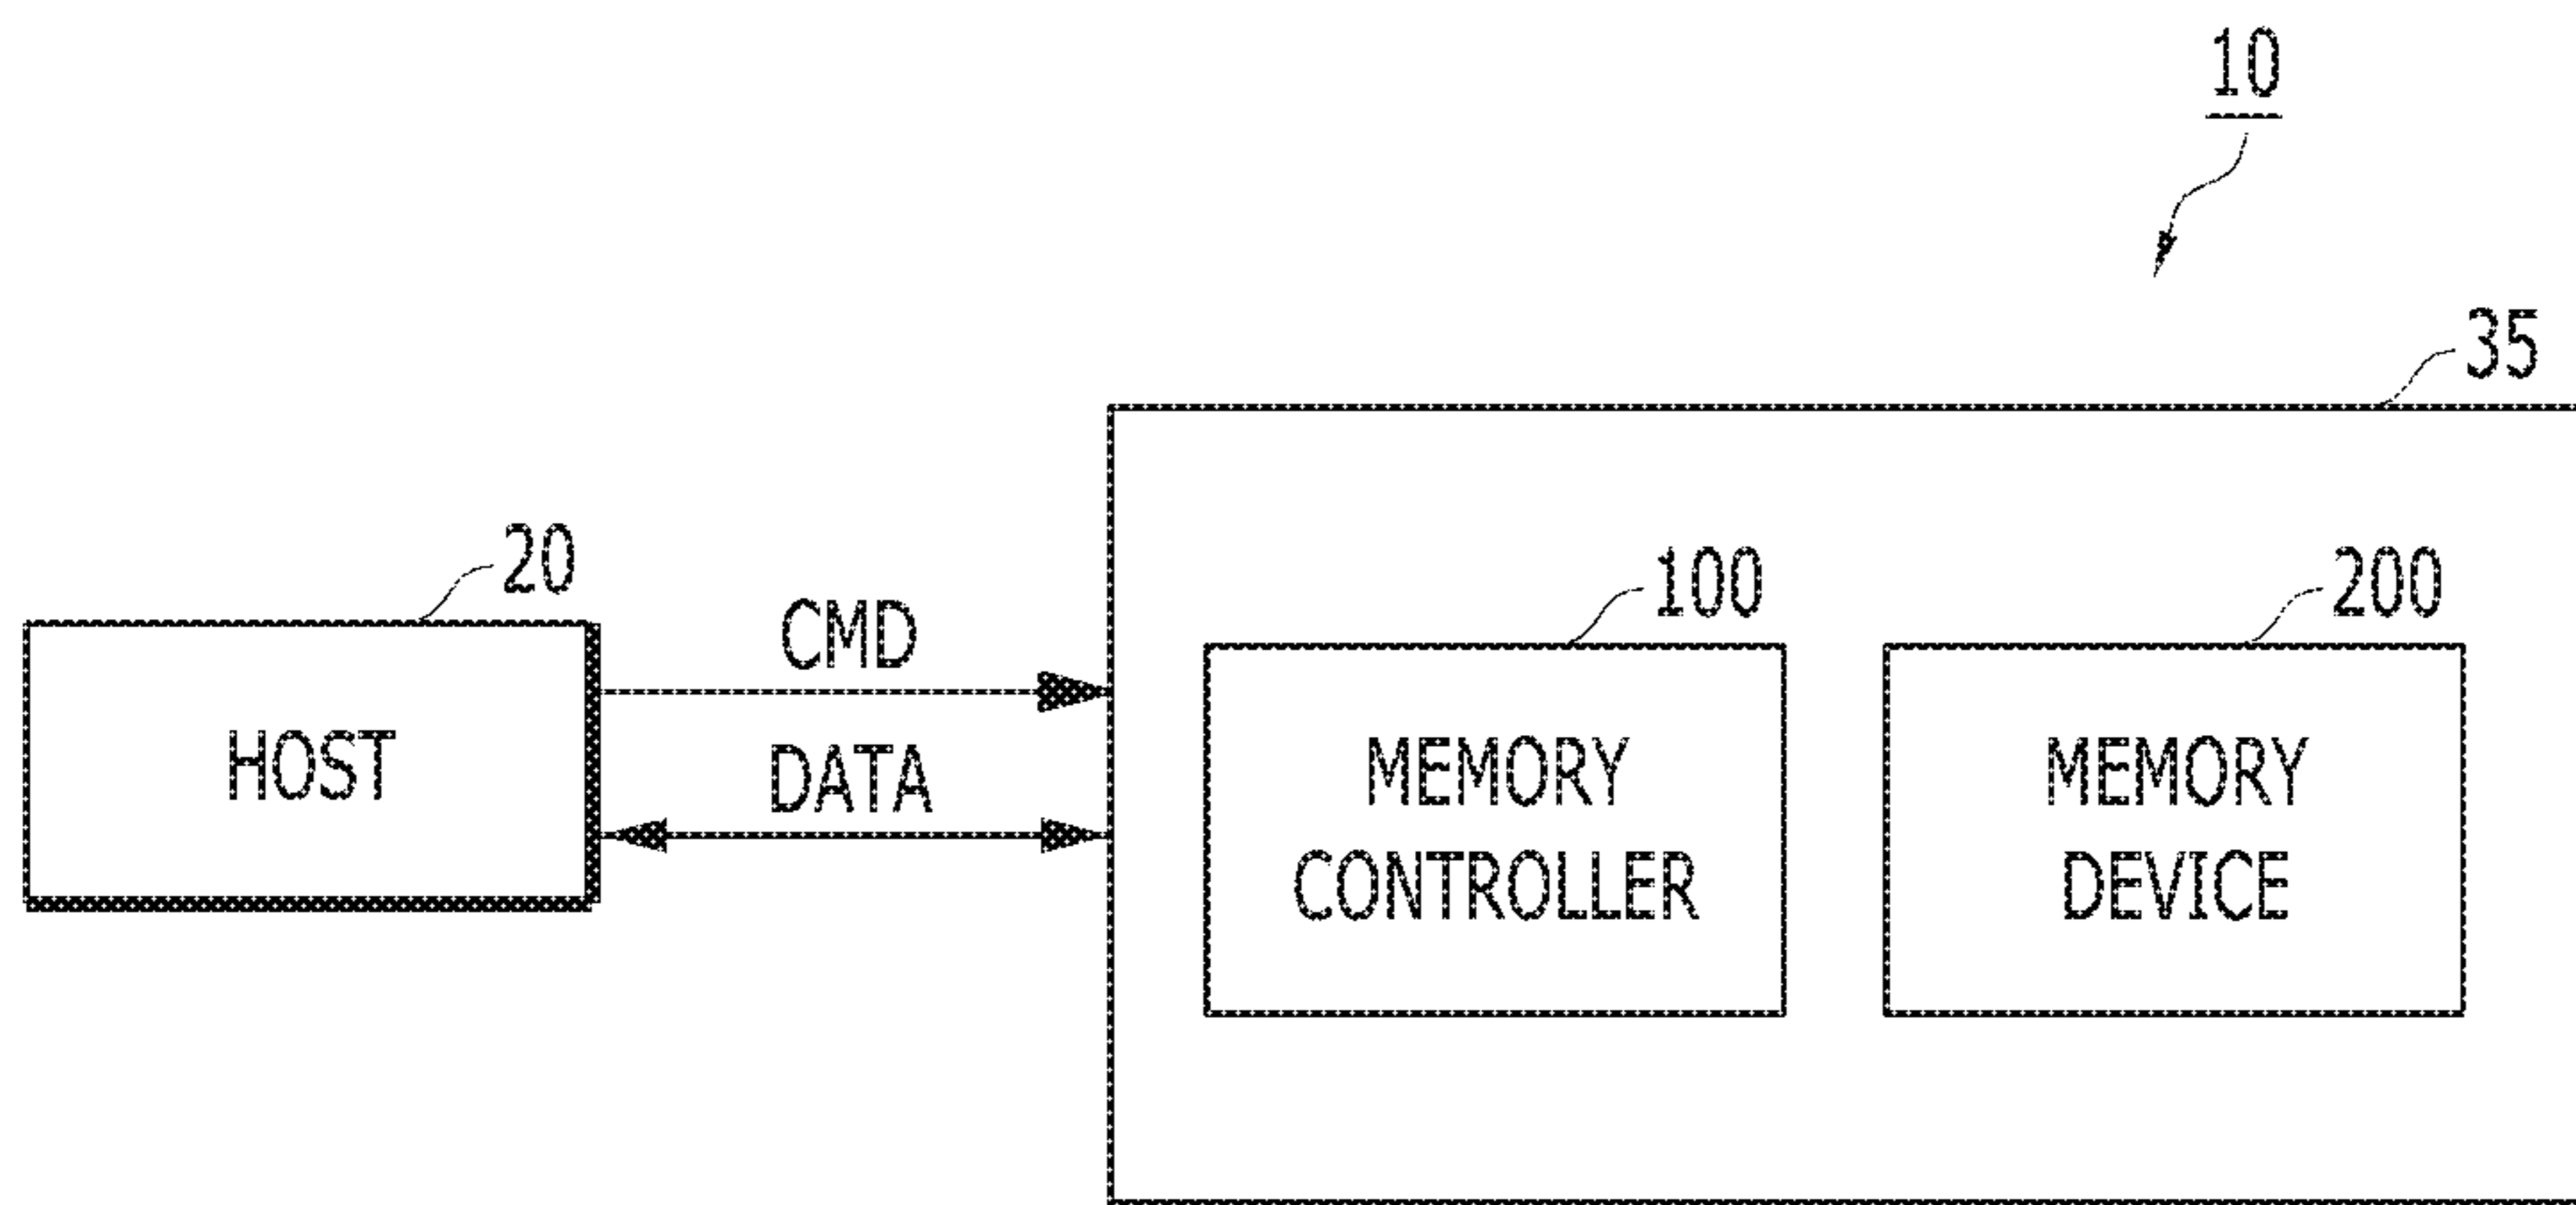 10
35
20
100
200
CMD
HOST
DATA
MEMORY
CONTROLLER
MEMORY
DEVICE